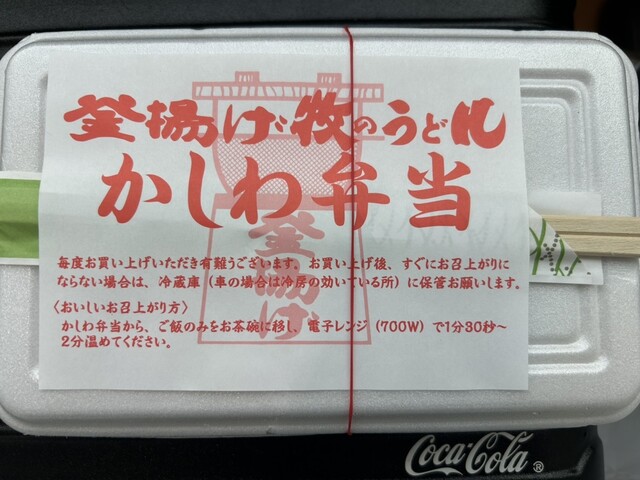 釜揚げ牧のうどん
かしわ弁当
釜揚げ
毎度お買い上げいただき有難うございます。お買い上げ後、すぐにお召上がりに
ならない場合は、冷蔵庫（車の場合は冷房の効いている所）に保管お願いします。
〈おいしいお召上がり方〉
かしわ弁当から、ご飯のみをお茶碗に移し、電子レンジ（700W）で1分30秒〜
2分温めてください。
Coca-Cola®